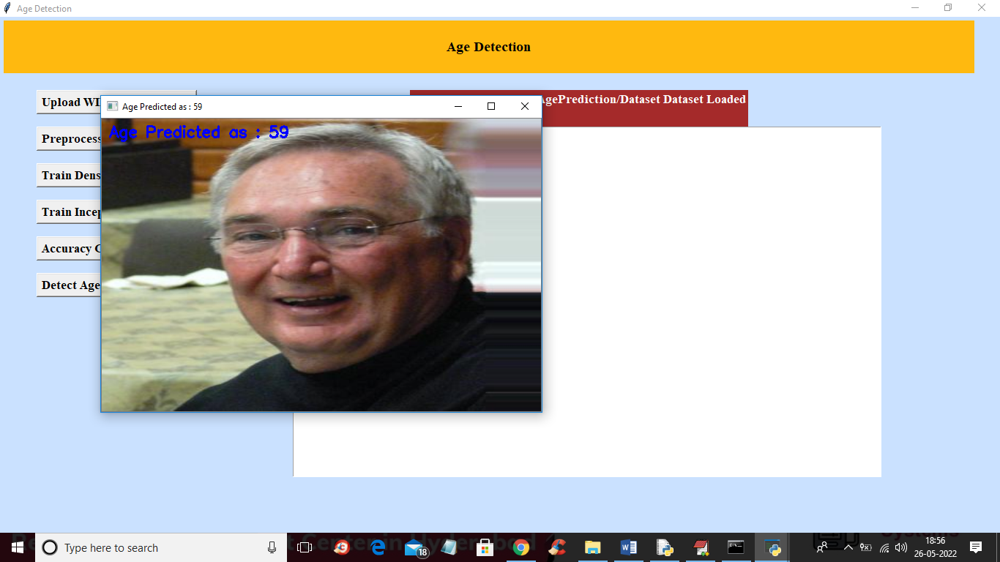 Age Detection
Age Detection
Upload WI
AgePrediction/Dataset Dataset Loaded
Age Predicted as : 59
Age Predicted as : 59
Preprocess
Train Dens
Train Incep
Accuracy C
Detect Age
Type here to search
18
18:56
26-05-2022